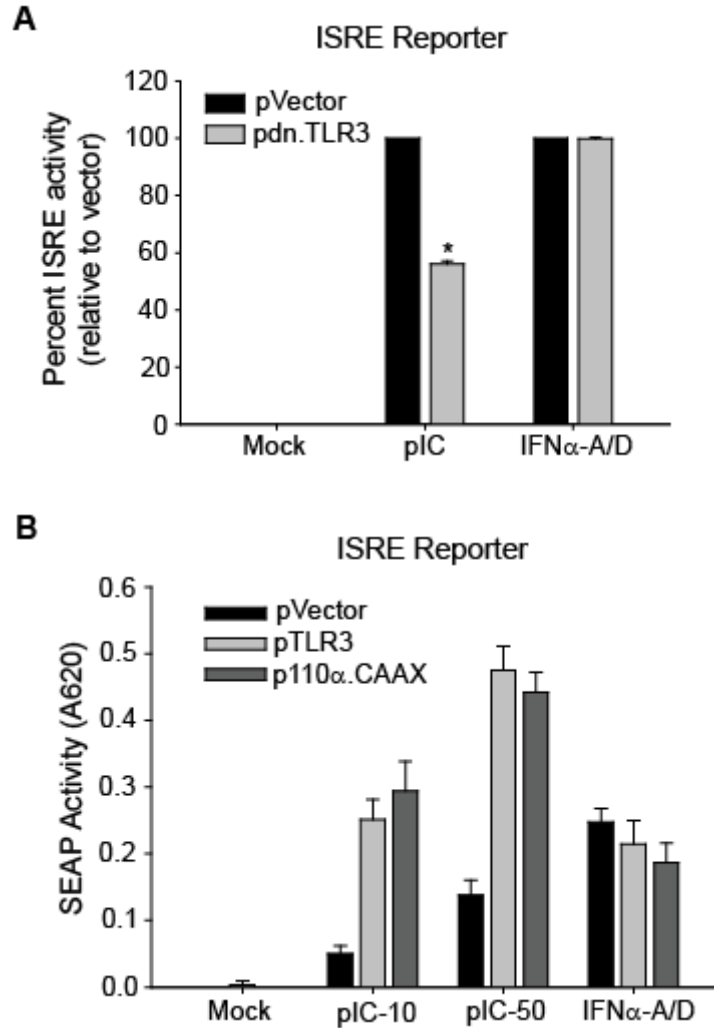 A
ISRE Reporter
Percent ISRE activity
(relative to vector)
120
100
80
60
40
20
0
pVector
pdn.TLR3
*
Mock
pIC
IFNα-A/D
B
ISRE Reporter
SEAP Activity (A620)
0.6
0.5
0.4
0.3
0.2
0.1
0.0
pVector
pTLR3
p110α.CAAX
Mock
pIC-10
pIC-50
IFNα-A/D